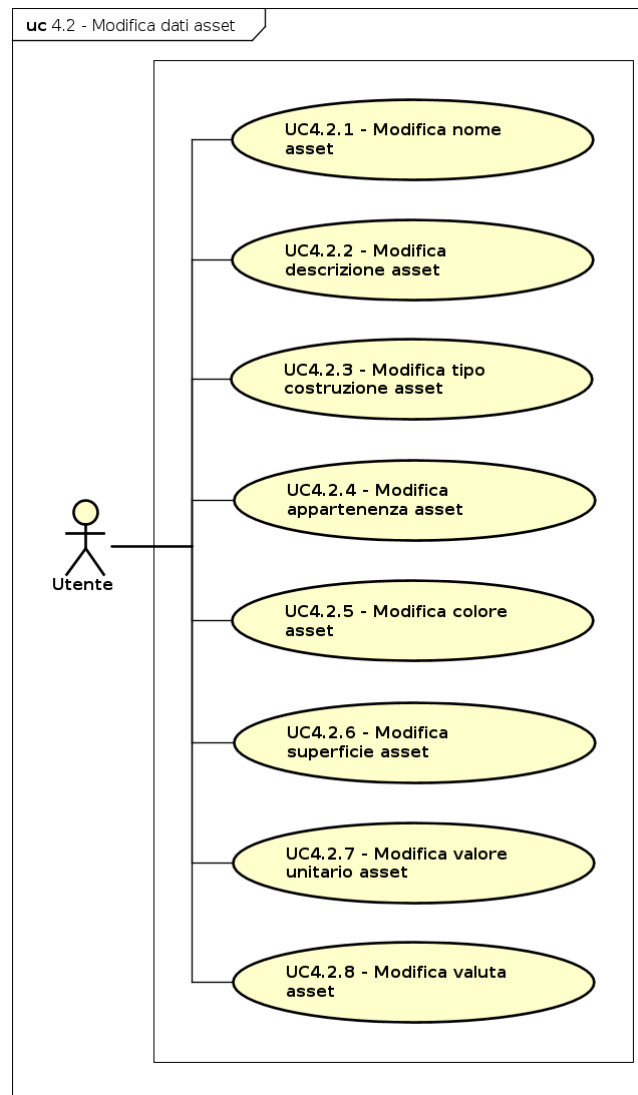 uc 4.2 - Modifica dati asset
UC4.2.1 - Modifica nome
asset
UC4.2.2 - Modifica
descrizione asset
UC4.2.3 - Modifica tipo
costruzione asset
UC4.2.4 - Modifica
appartenenza asset
Utente
UC4.2.5 - Modifica colore
asset
UC4.2.6 - Modifica
superficie asset
UC4.2.7 - Modifica valore
unitario asset
UC4.2.8 - Modifica valuta
asset